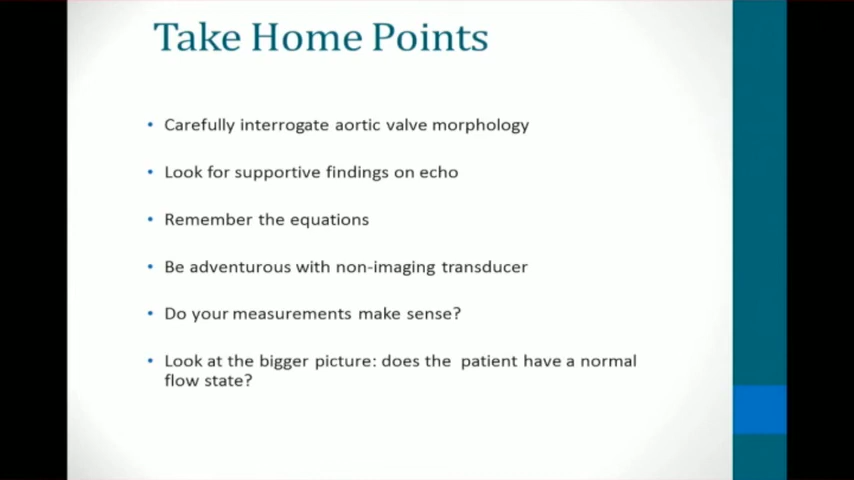 Take Home Points
• Carefully interrogate aortic valve morphology
• Look for supportive findings on echo
• Remember the equations
• Be adventurous with non-imaging transducer
• Do your measurements make sense?
• Look at the bigger picture: does the patient have a normal
flow state?